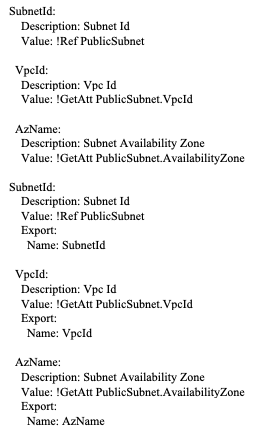 SubnetId:
Description: Subnet Id
Value: !Ref PublicSubnet
VpcId:
Description: Vpc Id
Value: !GetAtt PublicSubnet.VpcId
AzName:
Description: Subnet Availability Zone
Value: !GetAtt PublicSubnet.AvailabilityZone
SubnetId:
Description: Subnet Id
Value: !Ref PublicSubnet
Export:
Name: SubnetId
VpcId:
Description: Vpc Id
Value: !GetAtt PublicSubnet.VpcId
Export:
Name: VpcId
AzName:
Description: Subnet Availability Zone
Value: !GetAtt PublicSubnet.AvailabilityZone
Export:
Name: AzName